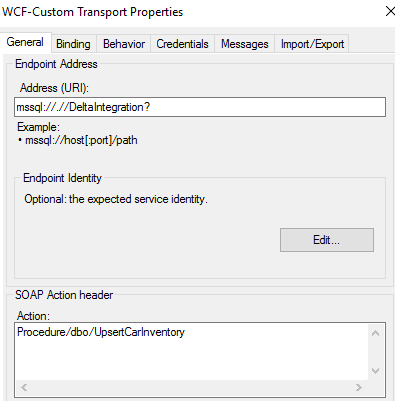 WCF-Custom Transport Properties
General Binding Behavior Credentials Messages Import/Export
Endpoint Address
Address (URI):
mssql://.//DeltaIntegration?
Example:
• mssql://host[:port]/path
Endpoint Identity
Optional: the expected service identity.
Edit...
SOAP Action header
Action:
Procedure/dbo/UpsertCarInventory